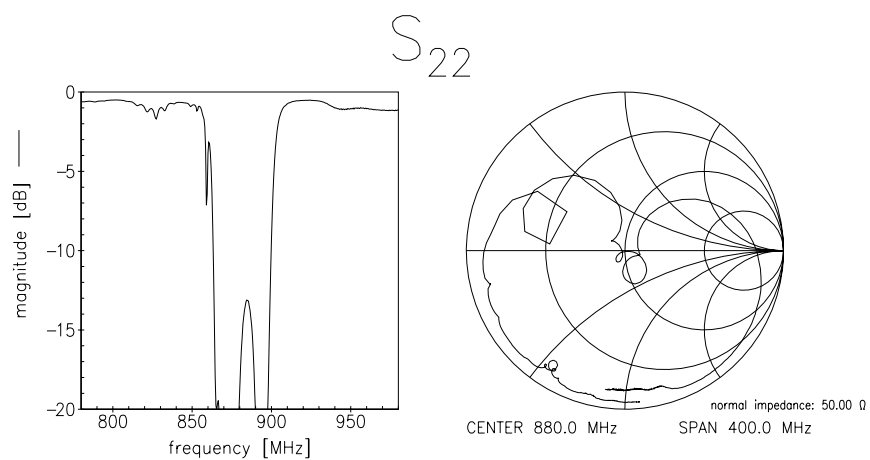 S22
0
−5
−10
−15
−20
magnitude [dB]
800 850 900 950
frequency [MHz]
normal impedance: 50.00 Ω
CENTER 880.0 MHz SPAN 400.0 MHz